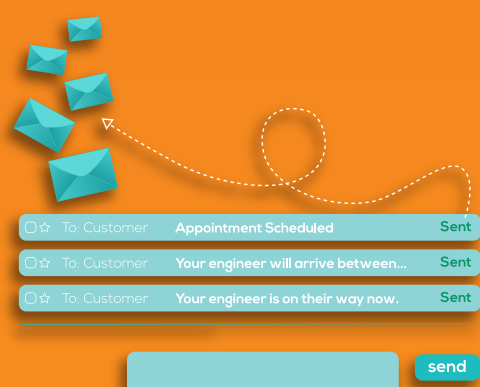 To: Customer Appointment Scheduled Sent
To: Customer Your engineer will arrive between... Sent
To: Customer Your engineer is on their way now. Sent
send